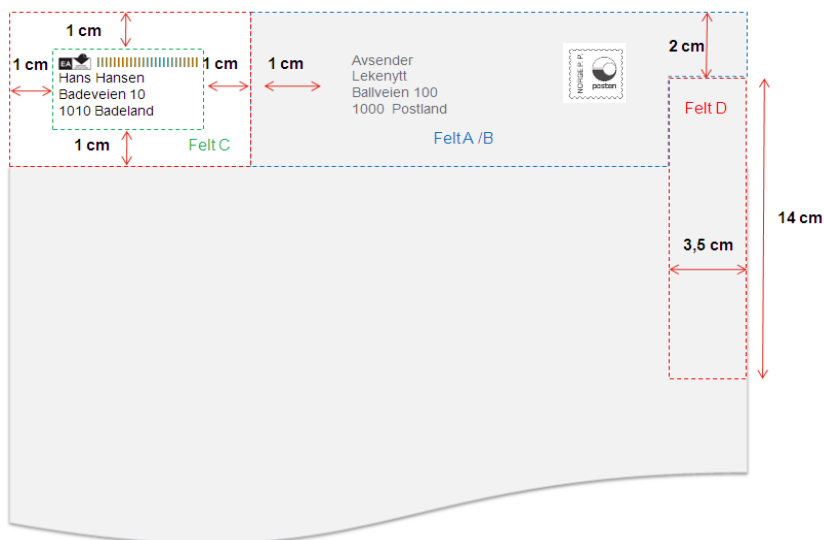 1 cm
2 cm
1 cm
EA
1 cm
1 cm
Hans Hansen
Badeveien 10
1010 Badeland
Avsender
Lekenytt
Ballveien 100
1000 Postland
NORGE P.P.
posten
Felt D
1 cm
Felt C
Felt A /B
14 cm
3,5 cm